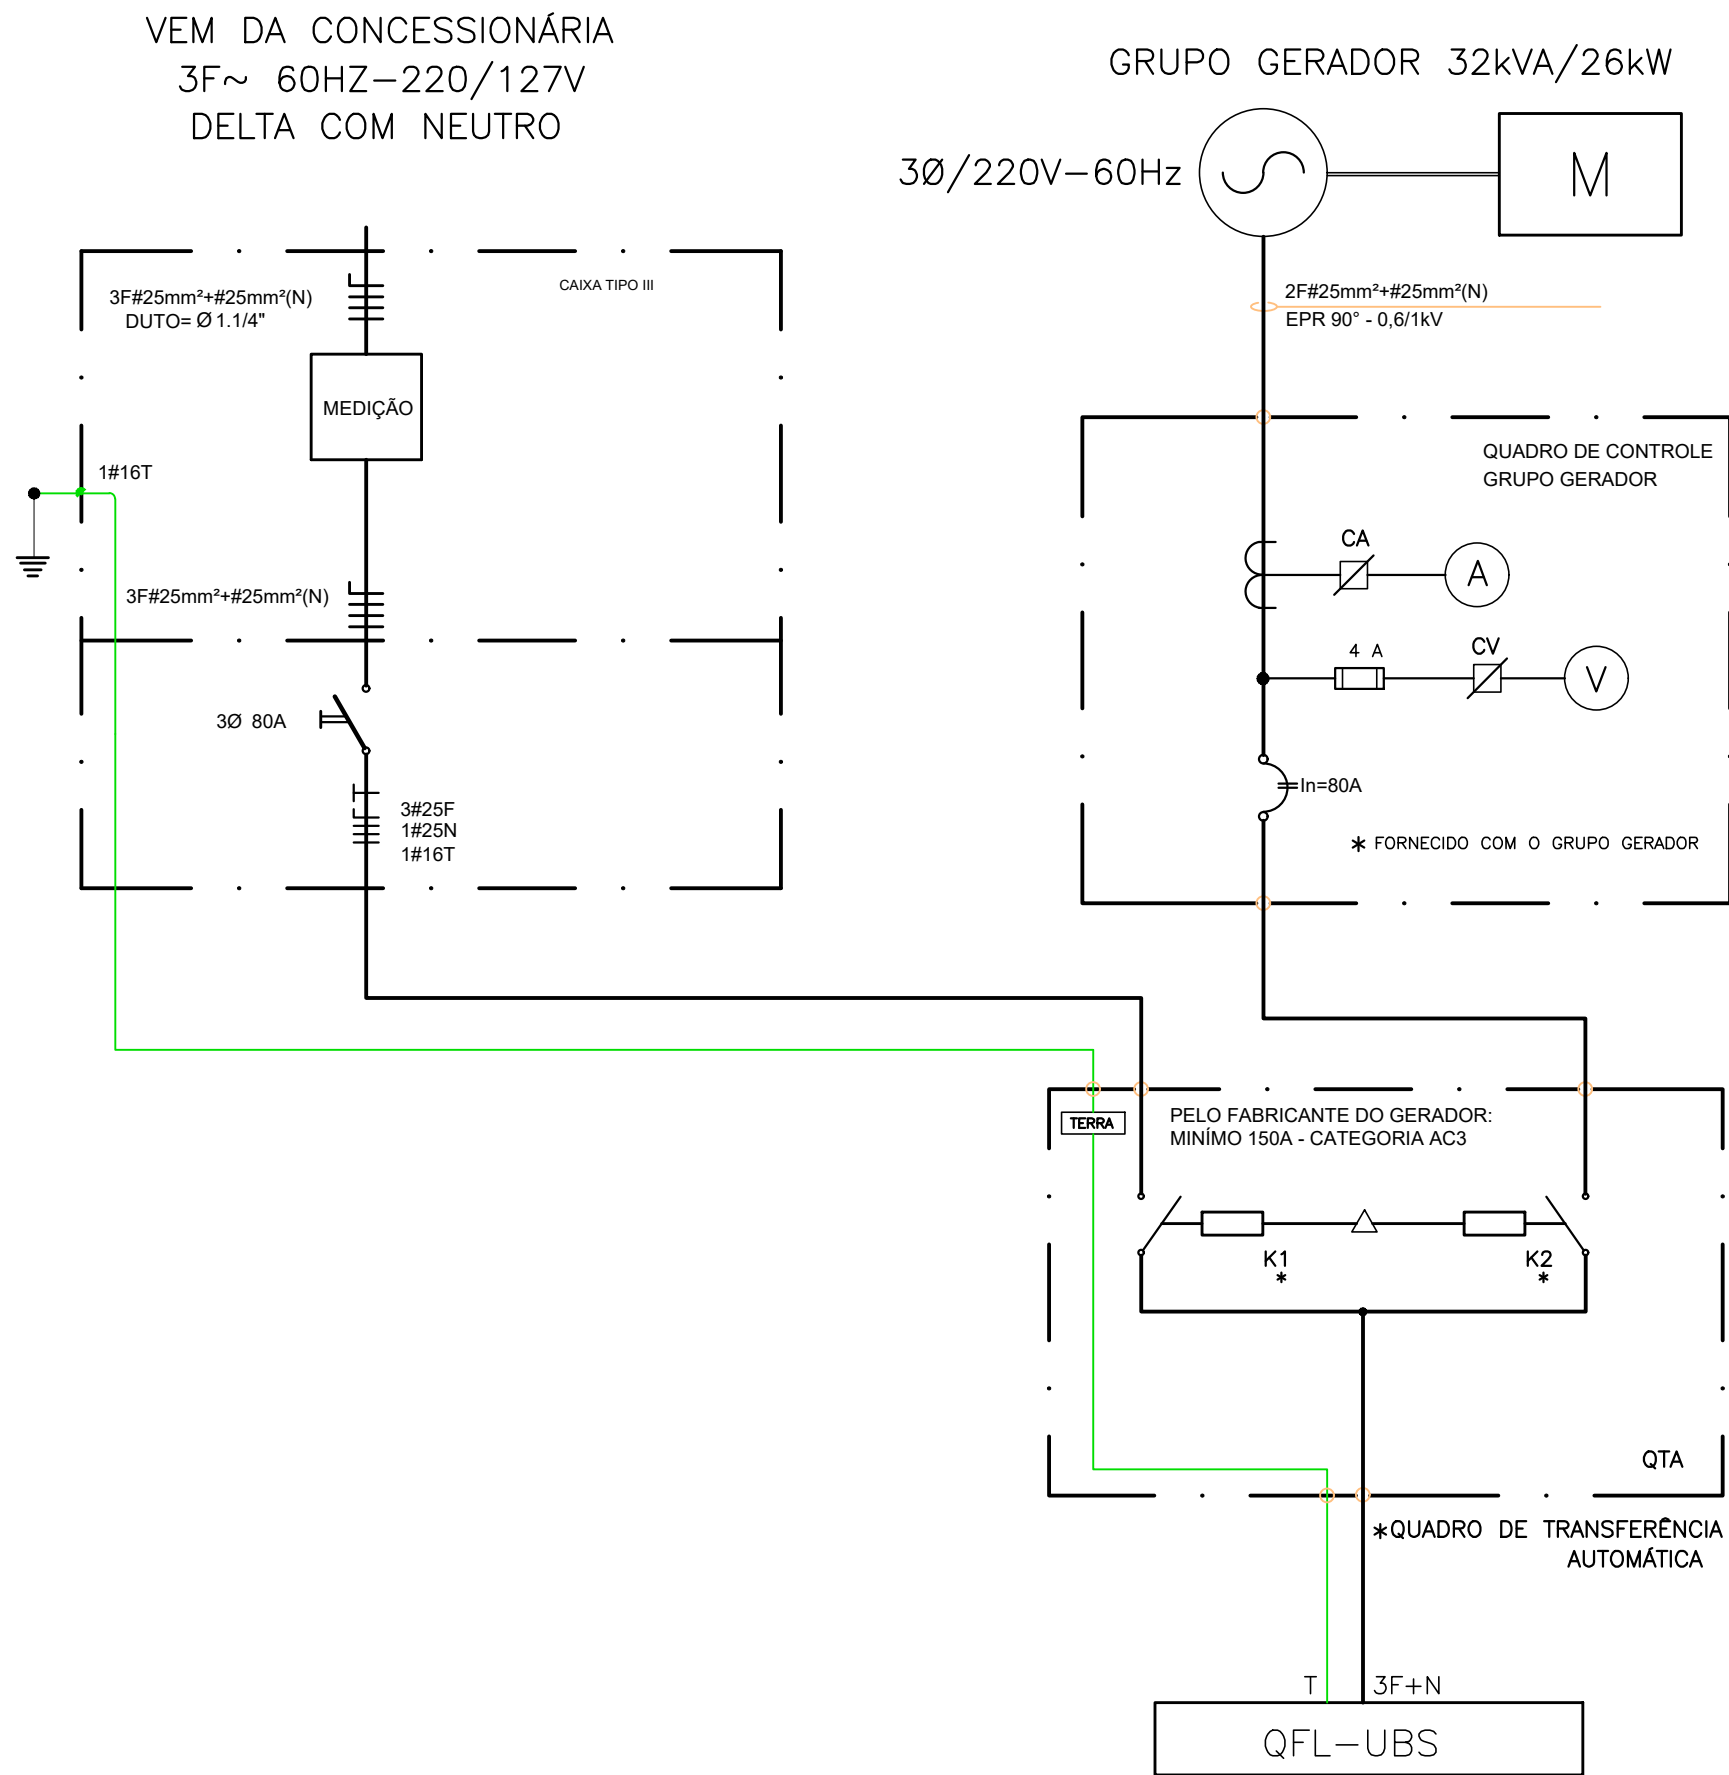 VEM DA CONCESSIONÁRIA
3F~ 60HZ-220/127V
DELTA COM NEUTRO
GRUPO GERADOR 32kVA/26kW
3Ø/220V-60Hz
M
CAIXA TIPO III
3F#25mm²+#25mm²(N)
DUTO= Ø 1.1/4"
MEDIÇÃO
1#16T
3F#25mm²+#25mm²(N)
3Ø 80A
3#25F
1#25N
1#16T
2F#25mm²+#25mm²(N)
EPR 90° - 0,6/1kV
QUADRO DE CONTROLE
GRUPO GERADOR
CA
A
4 A
CV
V
In=80A
* FORNECIDO COM O GRUPO GERADOR
TERRA
PELO FABRICANTE DO GERADOR:
MINÍMO 150A - CATEGORIA AC3
K1
*
K2
*
QTA
*QUADRO DE TRANSFERÊNCIA
AUTOMÁTICA
T
3F+N
QFL-UBS